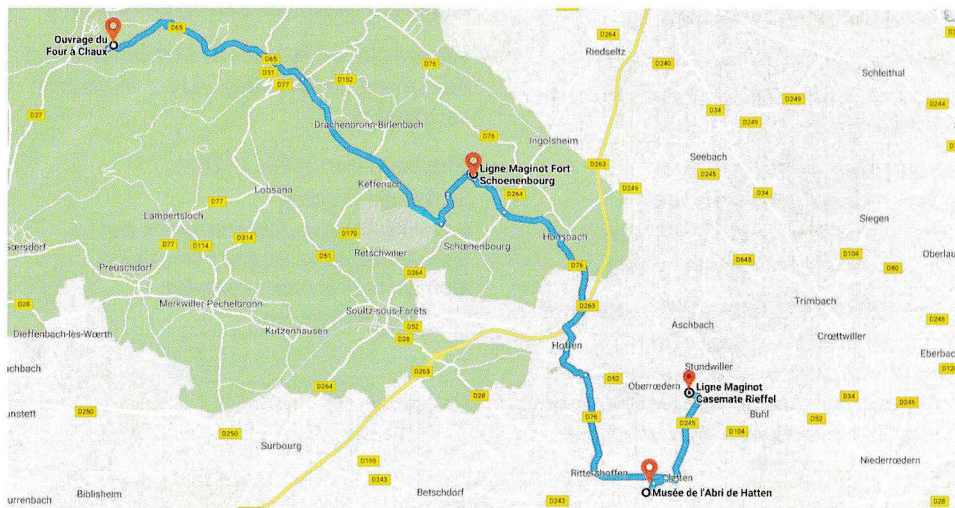 D264
Riedseltz
D65
Ouvrage du
Four à Chaux
D65
D51
D77
D152
D76
D240
Schleithal
D27
D34
D249
D244
D249
Drachenbronn-Birlenbach
D76
Ingolsheim
D263
Seebach
Ligne Maginot Fort
Schoenenbourg
D245
Keffenach
D264
D249
D34
Lobsann
D77
Lampertsloch
Siegen
D170
Schœnenbourg
Hunspach
D77
D114
D314
Retschwiller
D51
D104
Oberlau
Preuschdorf
D264
D76
D645
D80
Merkwiller-Pechelbronn
D28
Soultz-sous-Forêts
D263
Trimbach
D52
D246
Dieffenbach-lès-Wœrth
Kutzenhausen
D28
Aschbach
Crœttwiller
Hoffen
Eberbac
Stundwiller
D263
D52
Oberrœdern
D264
Ligne Maginot
Casemate Rieffel
D28
D34
D246
D250
Buhl
D76
D245
D52
D250
D104
Surbourg
D199
Niederrœdern
Rittershoffen
D243
Hatten
Biblisheim
Betschdorf
Musée de l'Abri de Hatten
D243
D28